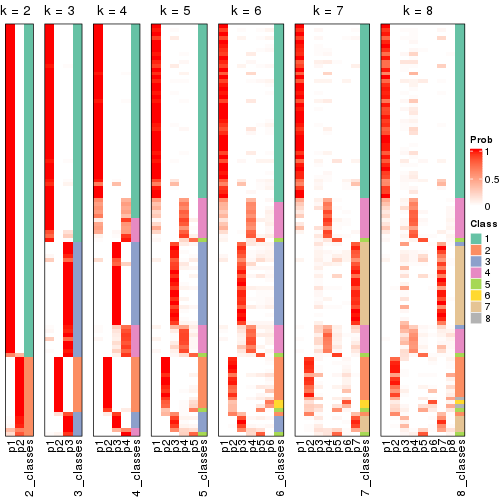 k = 2
k = 3
k = 4
k = 5
k = 6
k = 7
k = 8
Prob
1
0.5
0
Class
1
2
3
4
5
6
7
8
p1
p2
2_classes
p1
p2
p3
3_classes
p1
p2
p3
p4
4_classes
p1
p2
p3
p4
p5
5_classes
p1
p2
p3
p4
p5
p6
6_classes
p1
p2
p3
p4
p5
p6
p7
7_classes
p1
p2
p3
p4
p5
p6
p7
p8
8_classes